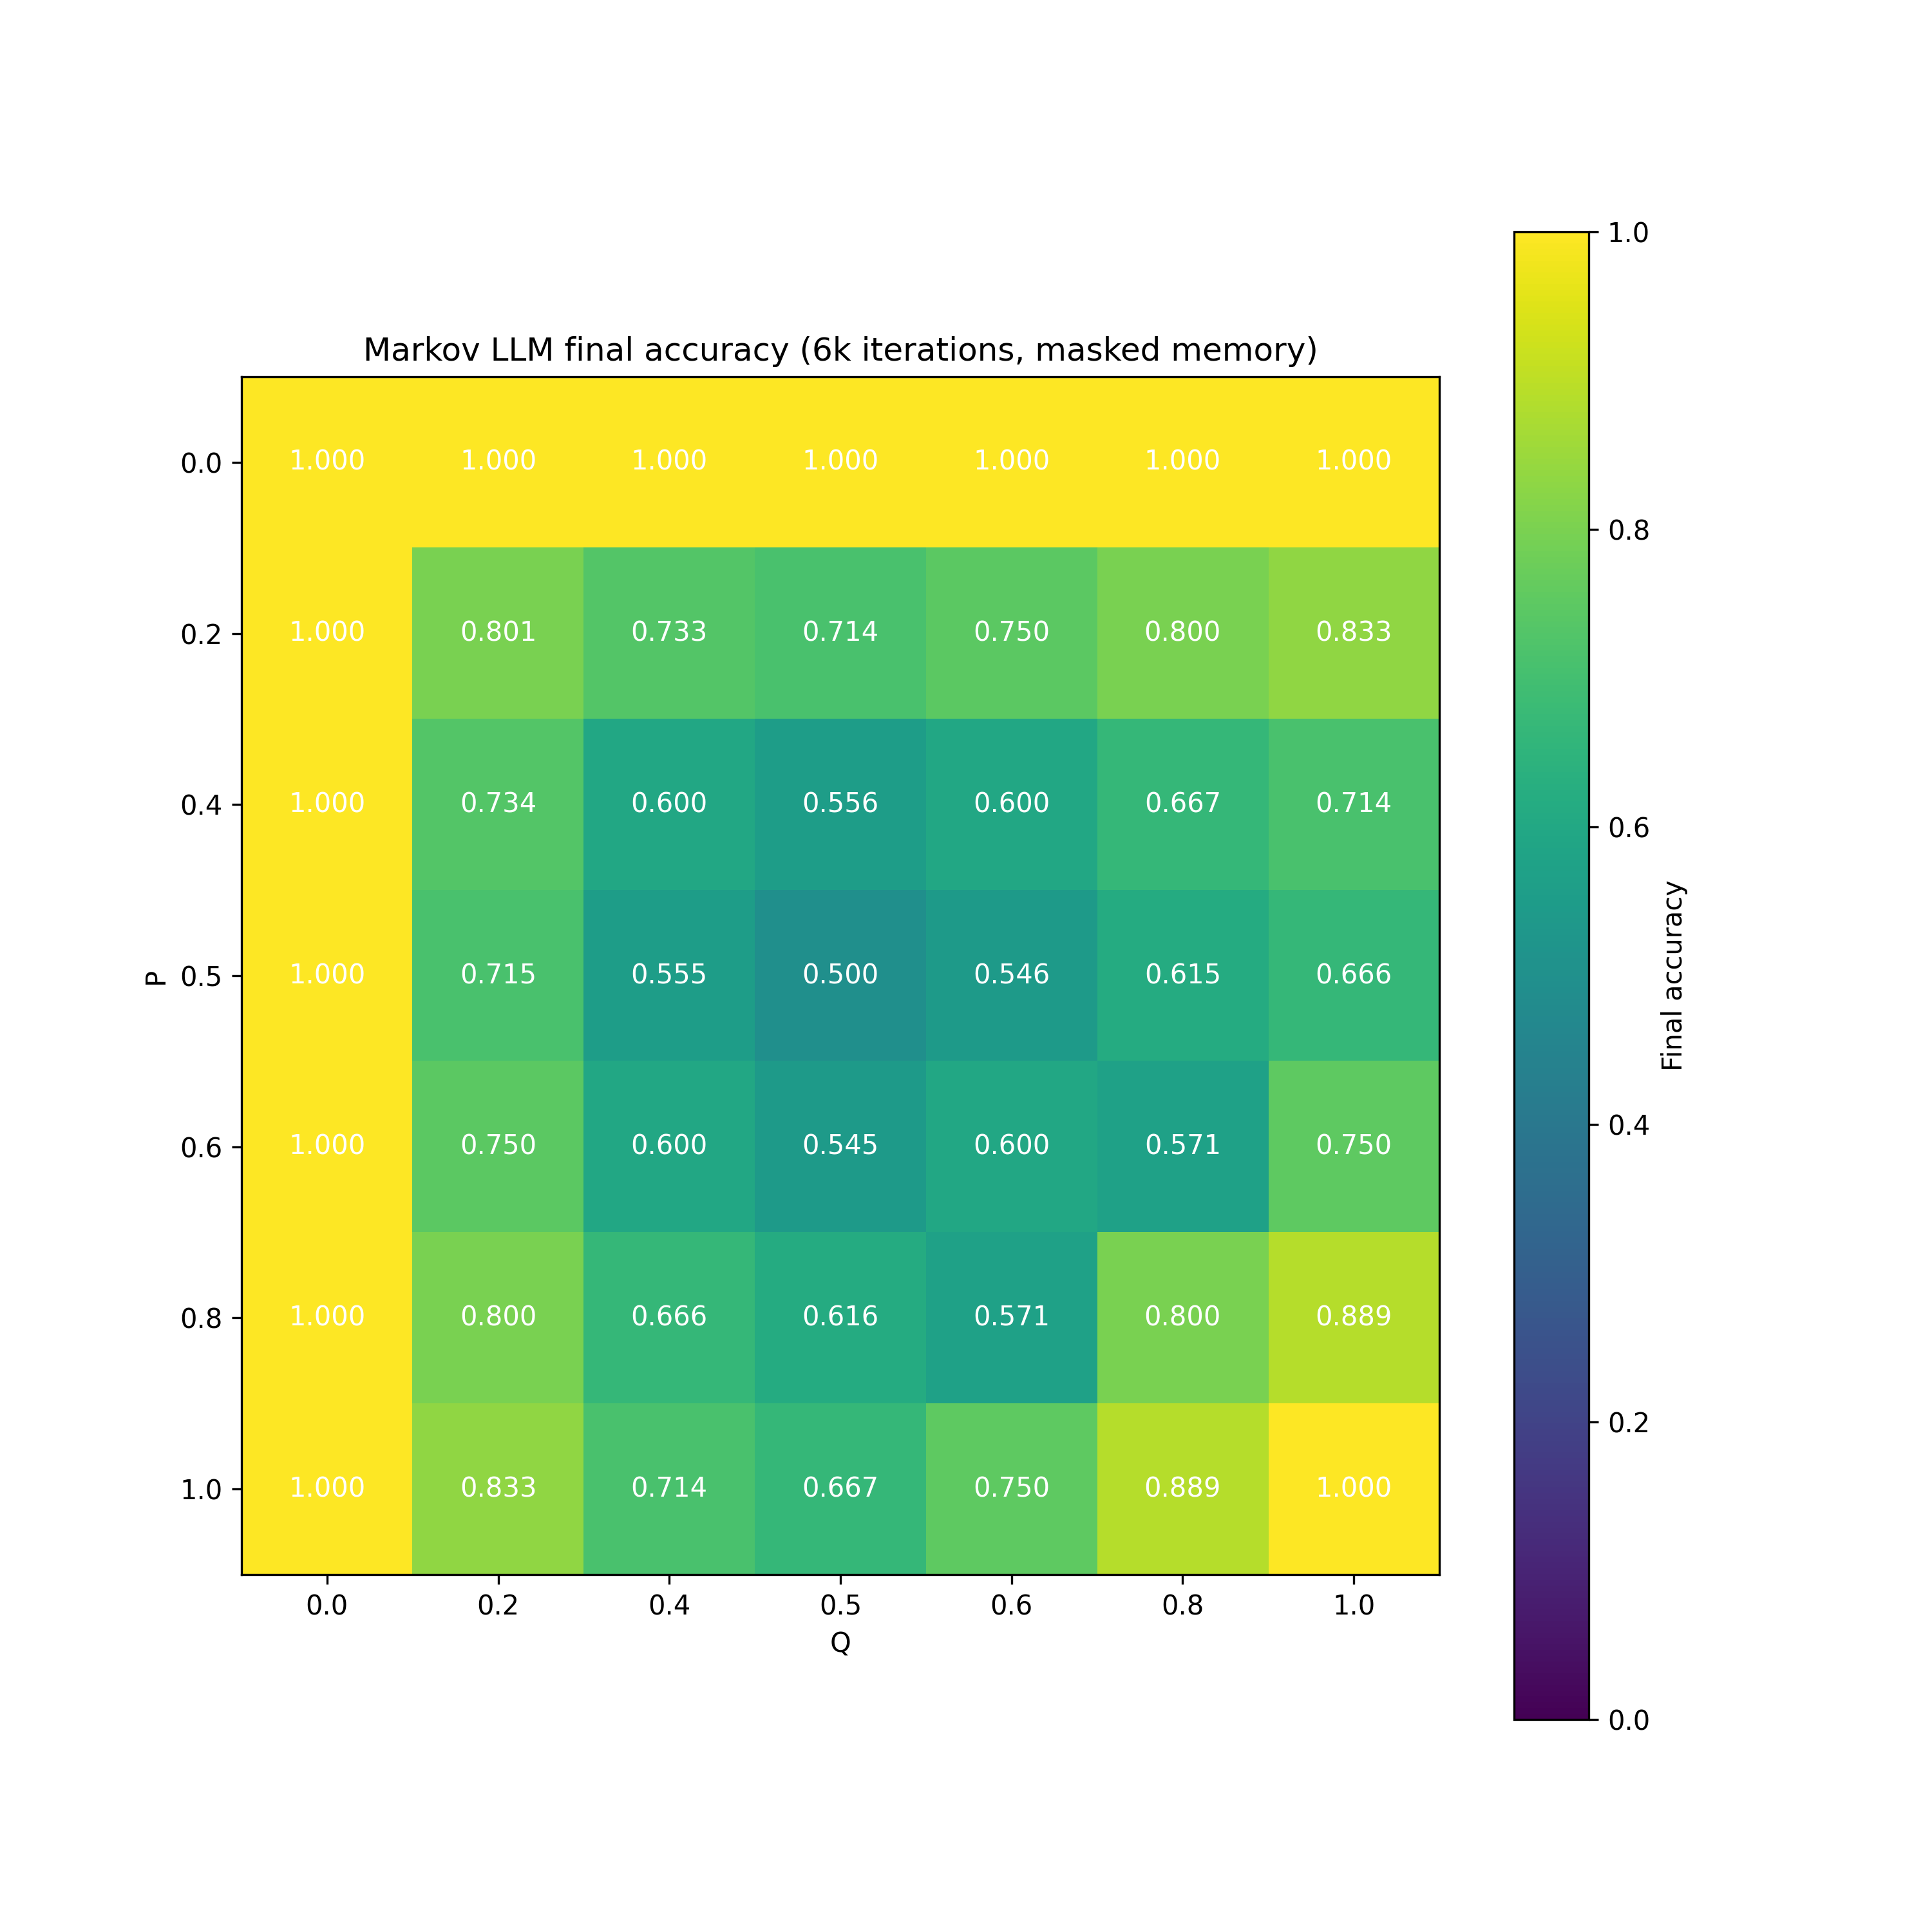 Markov LLM final accuracy (6k iterations, masked memory)
0.0 1.000 1.000 1.000 1.000 1.000 1.000 1.000
0.2 1.000 0.801 0.733 0.714 0.750 0.800 0.833
0.4 1.000 0.734 0.600 0.556 0.600 0.667 0.714
0.5 1.000 0.715 0.555 0.500 0.546 0.615 0.666
0.6 1.000 0.750 0.600 0.545 0.600 0.571 0.750
0.8 1.000 0.800 0.666 0.616 0.571 0.800 0.889
1.0 1.000 0.833 0.714 0.667 0.750 0.889 1.000
0.0 0.2 0.4 0.5 0.6 0.8 1.0
Q
P
1.0
0.8
0.6
0.4
0.2
0.0
Final accuracy